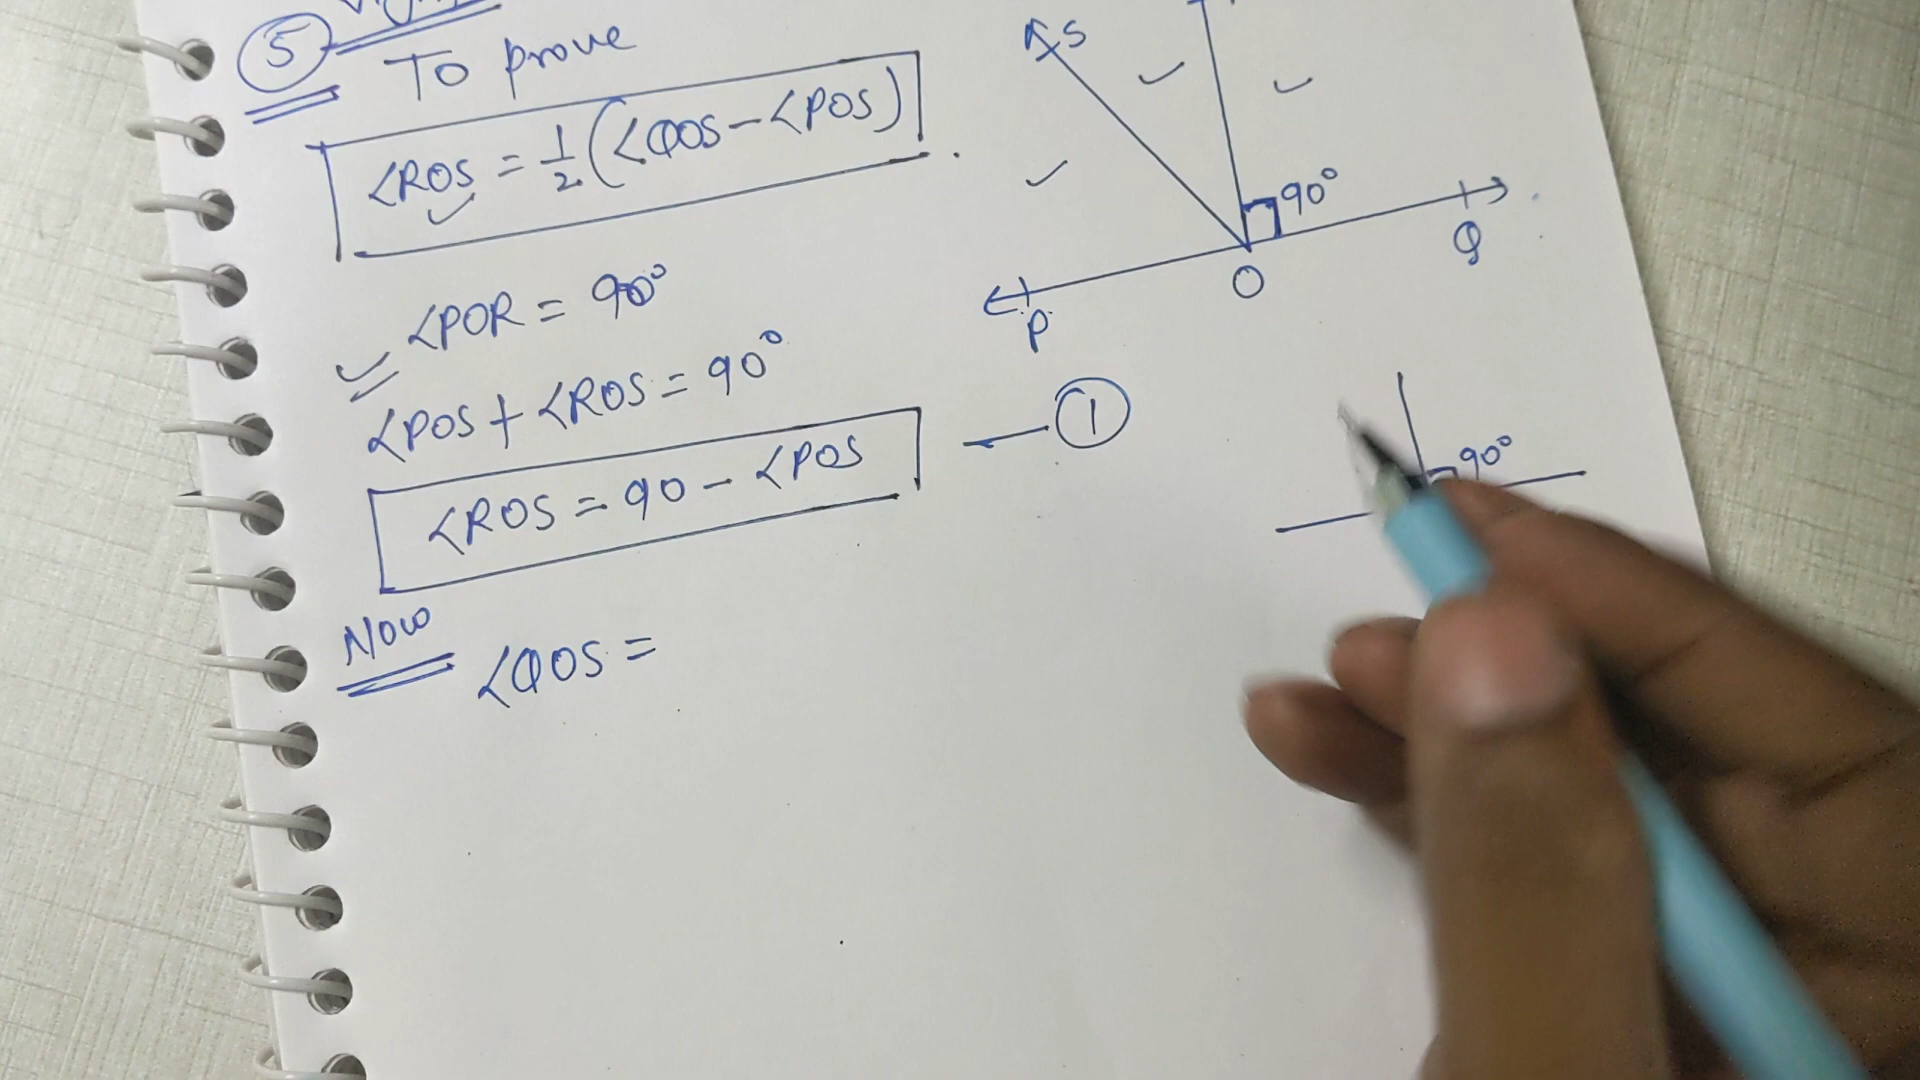 5
To prove
∠ROS = 1/2 (∠QOS - ∠POS)
S
90°
Q
O
P
∠POR = 90°
∠POS + ∠ROS = 90°
∠ROS = 90 - ∠POS — 1
90°
Now ∠QOS =